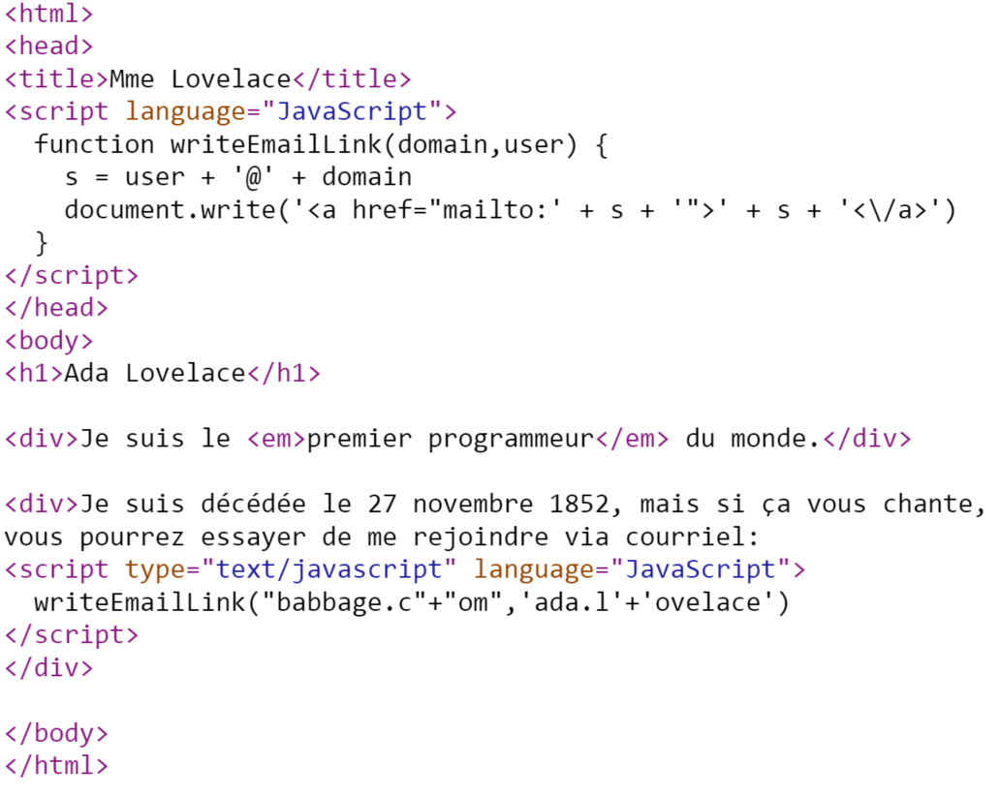 <html>
<head>
<title>Mme Lovelace</title>
<script language="JavaScript">
  function writeEmailLink(domain,user) {
    s = user + '@' + domain
    document.write('<a href="mailto:' + s + '">' + s + '<\/a>')
  }
</script>
</head>
<body>
<h1>Ada Lovelace</h1>

<div>Je suis le <em>premier programmeur</em> du monde.</div>

<div>Je suis décédée le 27 novembre 1852, mais si ça vous chante,
vous pourrez essayer de me rejoindre via courriel:
<script type="text/javascript" language="JavaScript">
  writeEmailLink("babbage.c"+"om",'ada.l'+'ovelace')
</script>
</div>

</body>
</html>